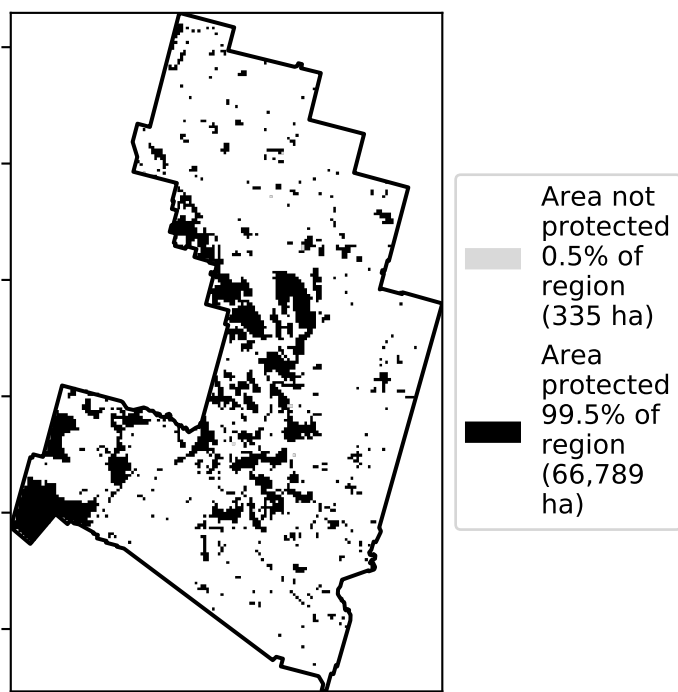 Area not
protected
0.5% of
region
(335 ha)
Area
protected
99.5% of
region
(66,789
ha)